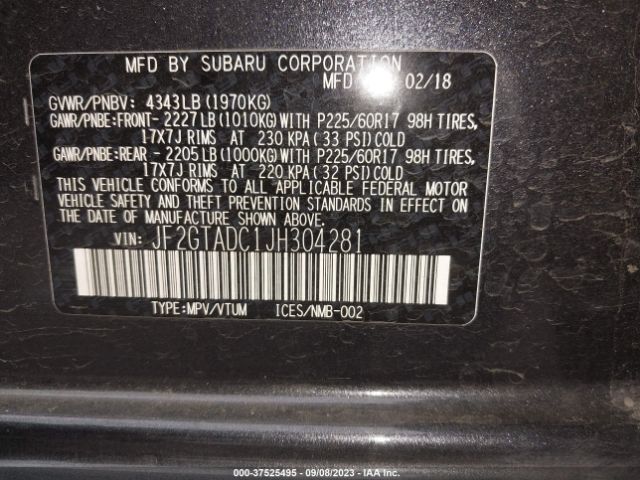 MFD BY SUBARU CORPORATION
MFD 02/18
GVWR/PNBV: 4343LB(1970KG)
GAWR/PNBE:FRONT- 2227LB(1010KG)WITH P225/60R17 98H TIRES,
17X7J RIMS AT 230 KPA(33 PSI)COLD
GAWR/PNBE:REAR - 2205LB(1000KG)WITH P225/60R17 98H TIRES,
17X7J RIMS AT 220 KPA(32 PSI)COLD
THIS VEHICLE CONFORMS TO ALL APPLICABLE FEDERAL MOTOR
VEHICLE SAFETY AND THEFT PREVENTION STANDARDS IN EFFECT ON
THE DATE OF MANUFACTURE SHOWN ABOVE.
VIN: JF2GTADC1JH304281
TYPE:MPV/VTUM ICES/NMB-002
000-37525495 - 09/08/2023 - IAA Inc.